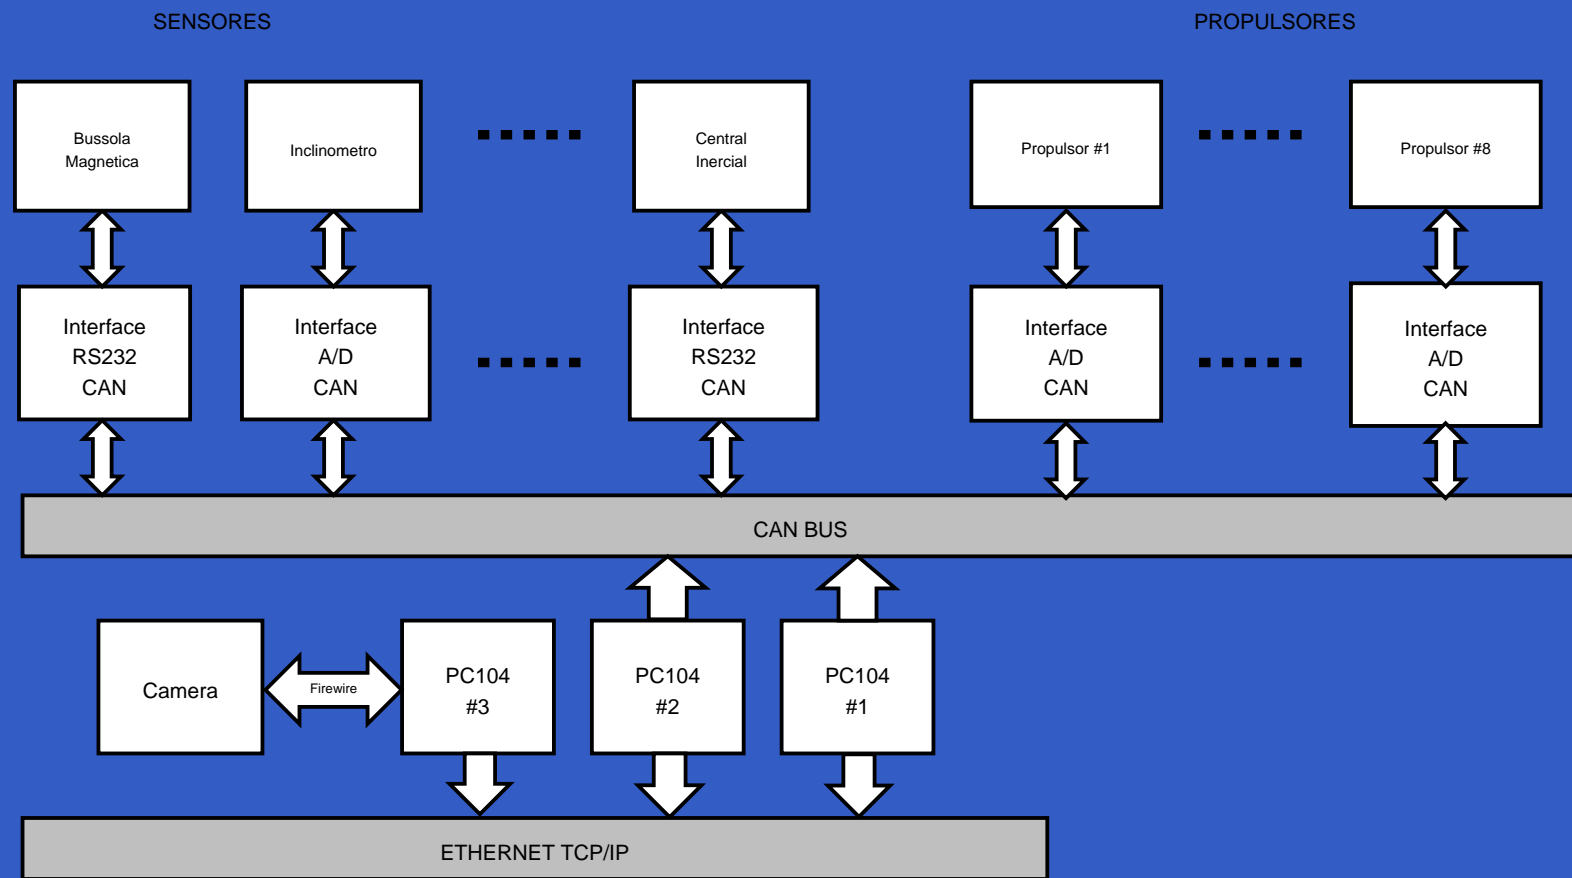 SENSORES
PROPULSORES
Bussola
Magnetica
Inclinometro
Central
Inercial
Propulsor #1
Propulsor #8
Interface
RS232
CAN
Interface
A/D
CAN
Interface
RS232
CAN
Interface
A/D
CAN
Interface
A/D
CAN
CAN BUS
Camera
Firewire
PC104
#3
PC104
#2
PC104
#1
ETHERNET TCP/IP